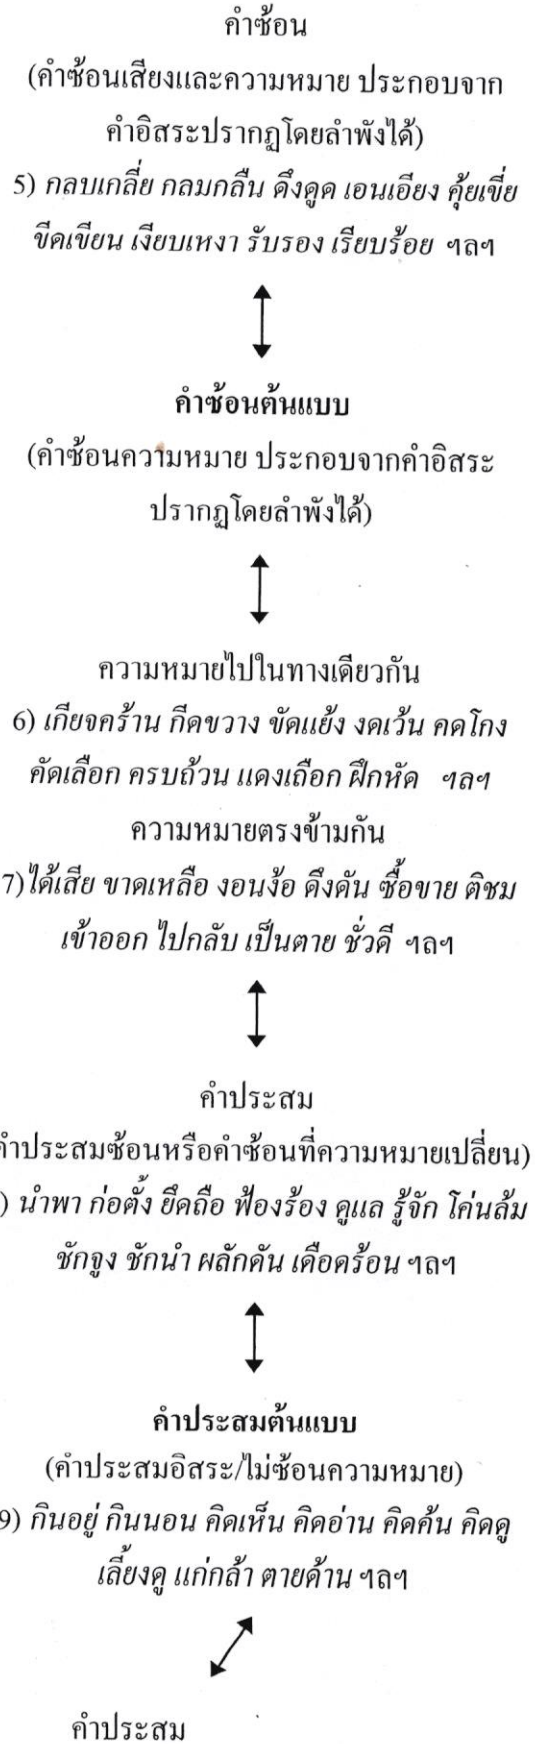 คำซ้อน
(คำซ้อนเสียงและความหมาย ประกอบจาก
คำอิสระปรากฏโดยลำพังได้)
5) กลบเกลี่ย กลมกลืน ดึงดูด เอนเอียง คุ้ยเขี่ย
ขีดเขียน เงียบเหงา รับรอง เรียบร้อย ฯลฯ
คำซ้อนต้นแบบ
(คำซ้อนความหมาย ประกอบจากคำอิสระ
ปรากฏโดยลำพังได้)
ความหมายไปในทางเดียวกัน
6) เกียจคร้าน กีดขวาง ขัดแย้ง งดเว้น คดโกง
คัดเลือก ครบถ้วน แดงเถือก ฝึกหัด ฯลฯ
ความหมายตรงข้ามกัน
7)ได้เสีย ขาดเหลือ งอนง้อ ดึงดัน ซื้อขาย ติชม
เข้าออก ไปกลับ เป็นตาย ชั่วดี ฯลฯ
คำประสม
คำประสมซ้อนหรือคำซ้อนที่ความหมายเปลี่ยน)
) นำพา ก่อตั้ง ยึดถือ ฟ้องร้อง ดูแล รู้จัก โค่นล้ม
ชักจูง ชักนำ ผลักดัน เดือดร้อน ฯลฯ
คำประสมต้นแบบ
(คำประสมอิสระ/ไม่ซ้อนความหมาย)
9) กินอยู่ กินนอน คิดเห็น คิดอ่าน คิดค้น คิดดู
เลี้ยงดู แก่กล้า ตายด้าน ฯลฯ
คำประสม